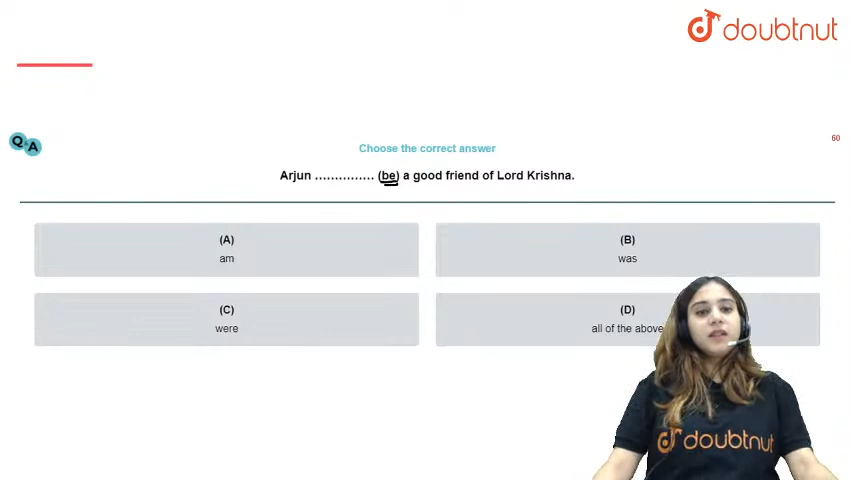 doubtnut
Q&A
60
Choose the correct answer
Arjun ............... (be) a good friend of Lord Krishna.
(A)
am
(B)
was
(C)
were
(D)
all of the above
doubtnut